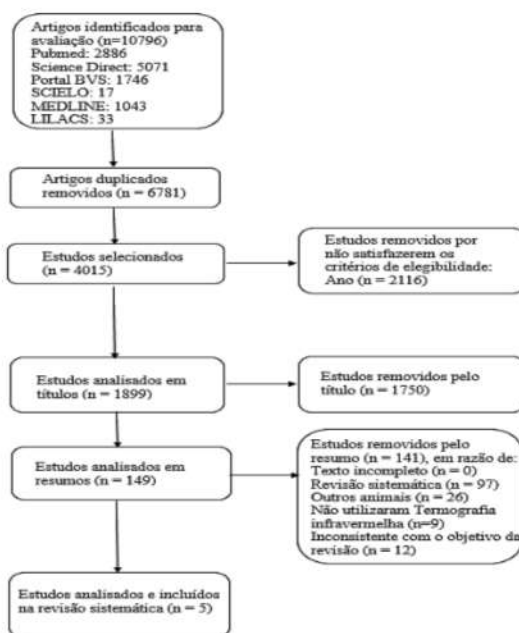 Artigos identificados para
avaliação (n=10796)
Pubmed: 2886
Science Direct: 5071
Portal BVS: 1746
SCIELO: 17
MEDLINE: 1043
LILACS: 33
Artigos duplicados
removidos (n = 6781)
Estudos selecionados
(n = 4015)
Estudos removidos por
não satisfazerem os
critérios de elegibilidade:
Ano (n = 2116)
Estudos analisados em
títulos (n = 1899)
Estudos removidos pelo
título (n = 1750)
Estudos analisados em
resumos (n = 149)
Estudos removidos pelo
resumo (n = 141), em razão de:
Texto incompleto (n = 0)
Revisão sistemática (n = 97)
Outros animais (n = 26)
Não utilizaram Termografia
infravermelha (n=9)
Inconsistente com o objetivo da
revisão (n = 12)
Estudos analisados e incluídos
na revisão sistemática (n = 5)